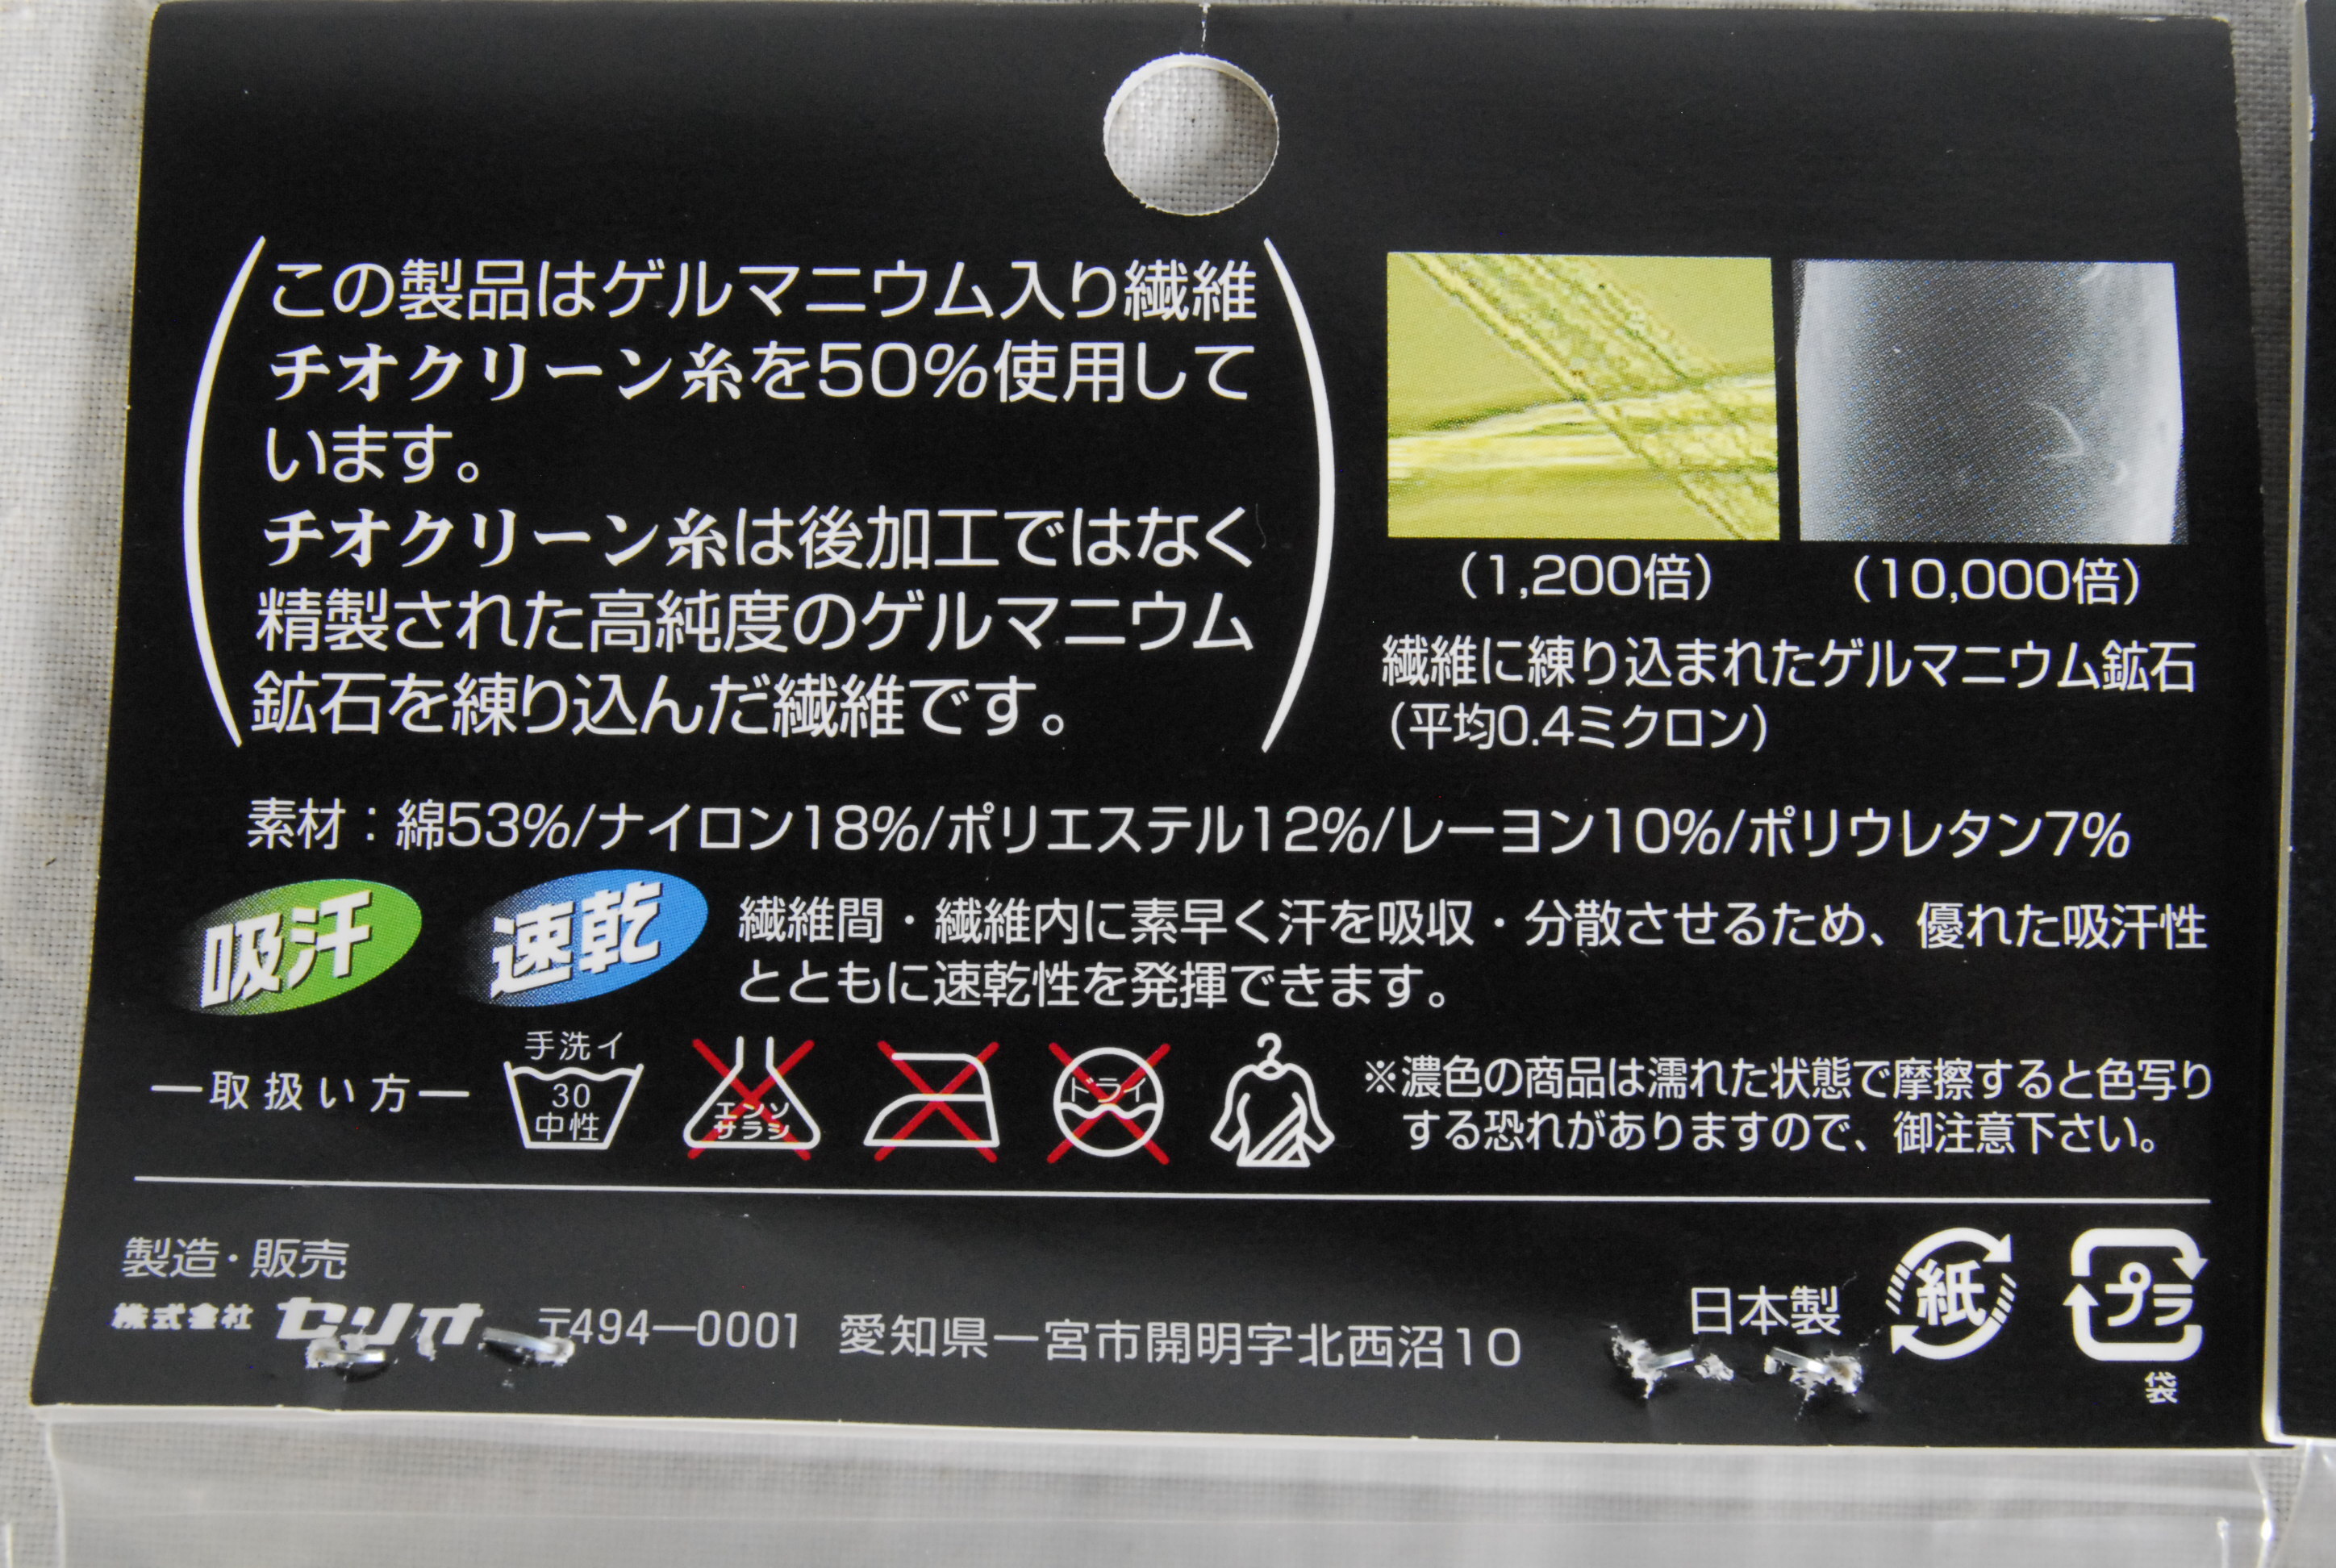 この製品はゲルマニウム入り繊維
チオクリーン糸を50%使用して
います。
チオクリーン糸は後加工ではなく
精製された高純度のゲルマニウム
鉱石を練り込んだ繊維です。
(1,200倍)
(10,000倍)
繊維に練り込まれたゲルマニウム鉱石
(平均0.4ミクロン)
素材：綿53%/ナイロン18%/ポリエステル12%/レーヨン10%/ポリウレタン7%
吸汗
速乾
繊維間・繊維内に素早く汗を吸収・分散させるため、優れた吸汗性
とともに速乾性を発揮できます。
―取扱い方―
手洗イ
30
中性
エンソ
サラシ
ドライ
※濃色の商品は濡れた状態で摩擦すると色写り
する恐れがありますので、御注意下さい。
製造・販売
株式会社 セリオ 〒494―0001 愛知県一宮市開明字北西沼10
日本製
紙
プラ
袋